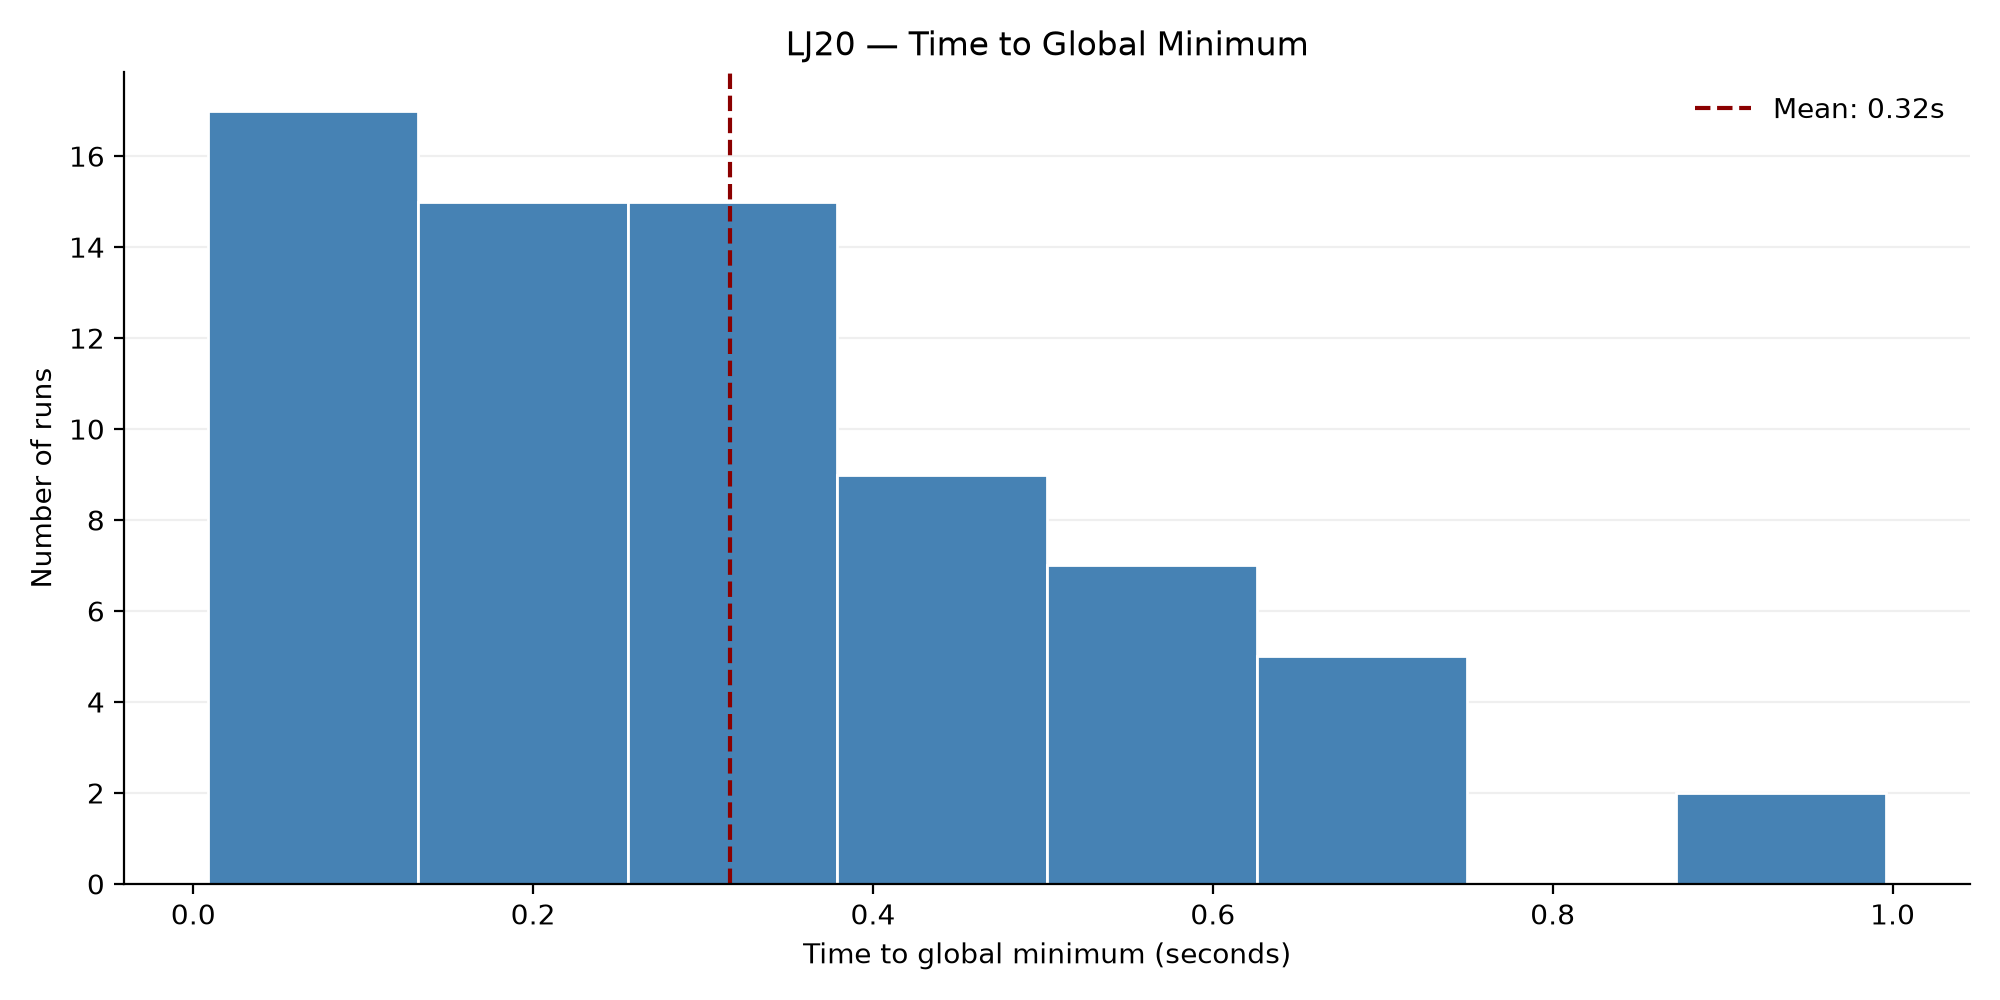 LJ20 — Time to Global Minimum
Mean: 0.32s
Number of runs
16
14
12
10
8
6
4
2
0
0.0 0.2 0.4 0.6 0.8 1.0
Time to global minimum (seconds)